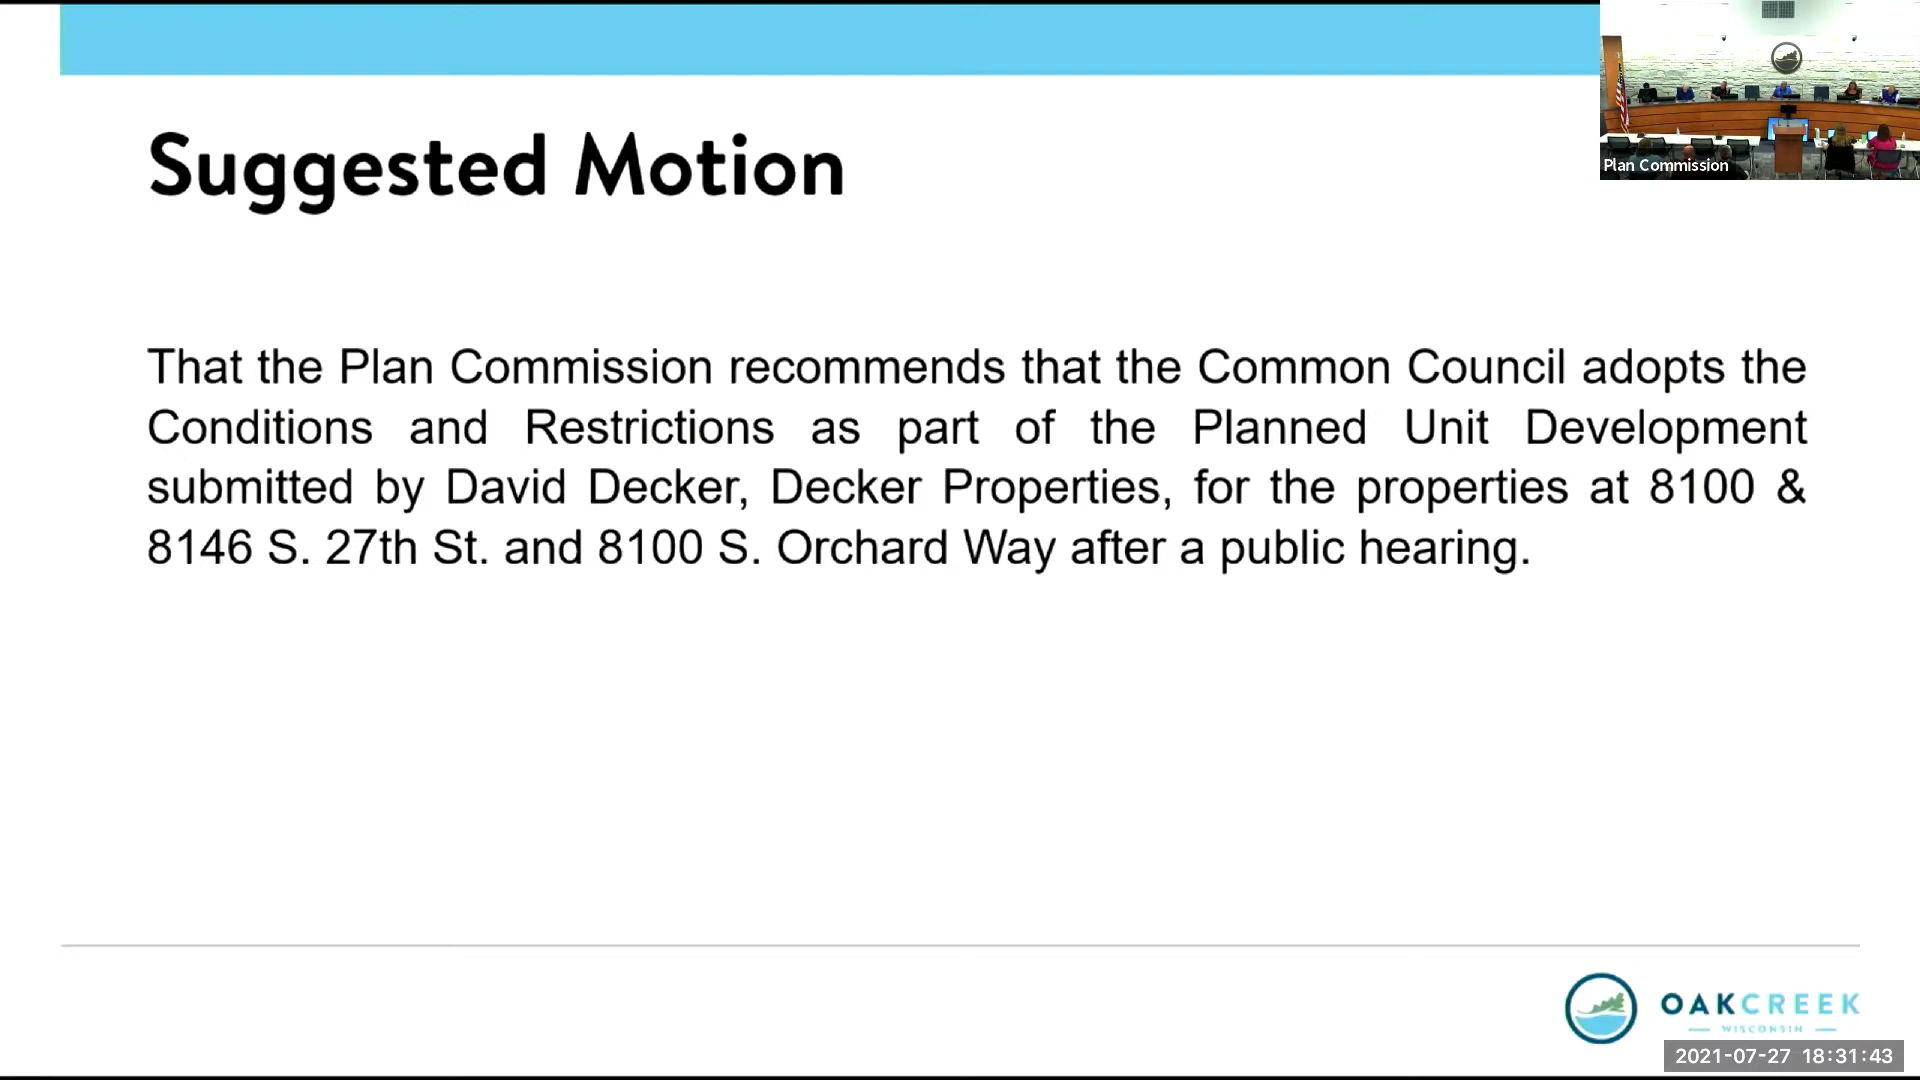 Plan Commission
Suggested Motion
That the Plan Commission recommends that the Common Council adopts the
Conditions and Restrictions as part of the Planned Unit Development
submitted by David Decker, Decker Properties, for the properties at 8100 &
8146 S. 27th St. and 8100 S. Orchard Way after a public hearing.
OAKCREEK
WISCONSIN
2021-07-27 18:31:43